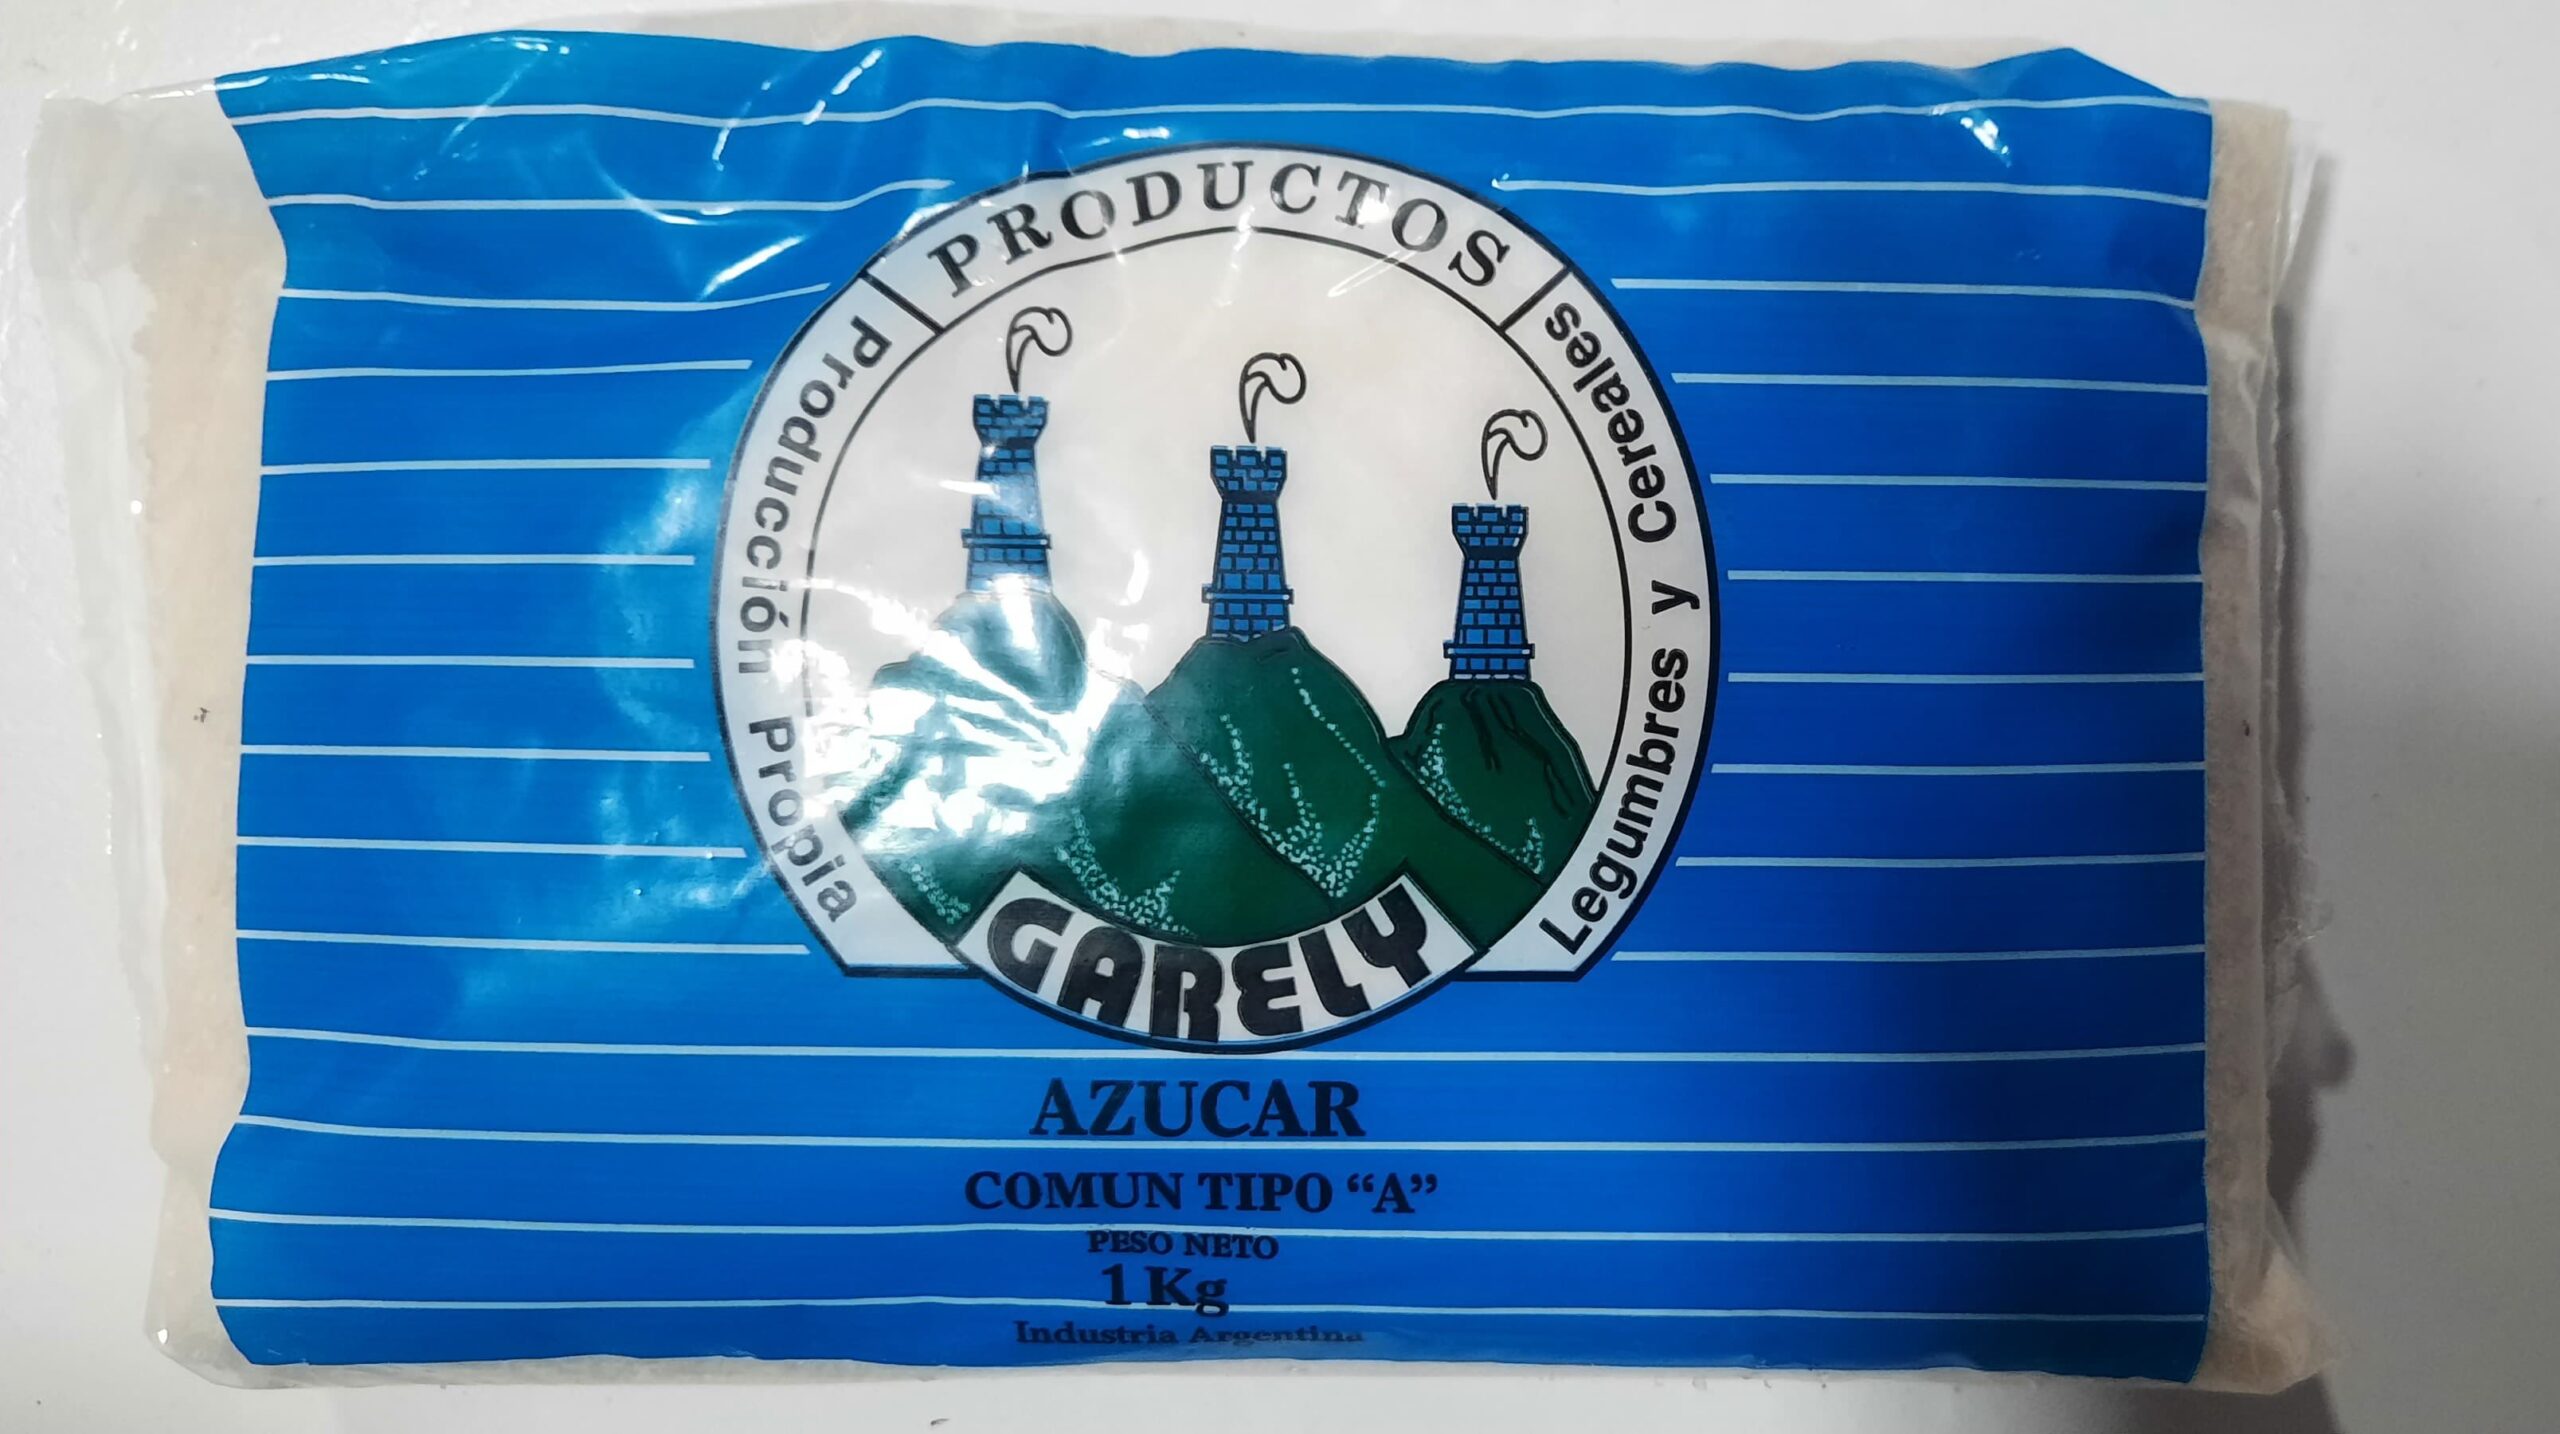 PRODUCTOS
Producción Propia
Legumbres y Cereales
GARELY
AZUCAR
COMUN TIPO “A”
PESO NETO
1 Kg
Industria Argentina